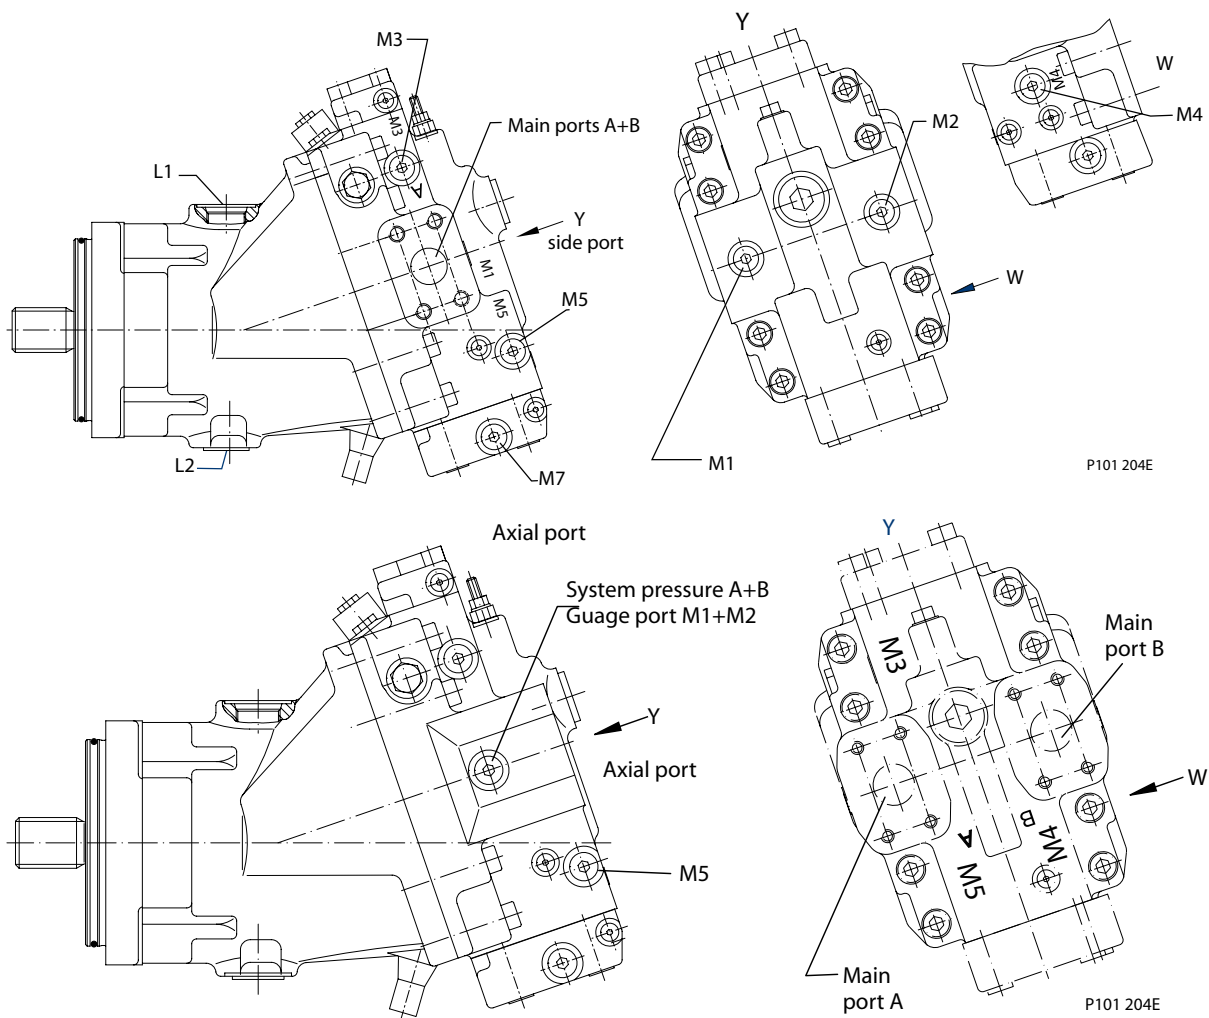 Y
M3
W
Main ports A+B
M2
M4
M4
M3
L1
A
Y
side port
M1
M5
M5
W
L2
M7
M1
P101 204E
Axial port
Y
System pressure A+B
Guage port M1+M2
Main
port B
M3
Y
Axial port
W
B
A
M4
M5
M5
Main
port A
P101 204E